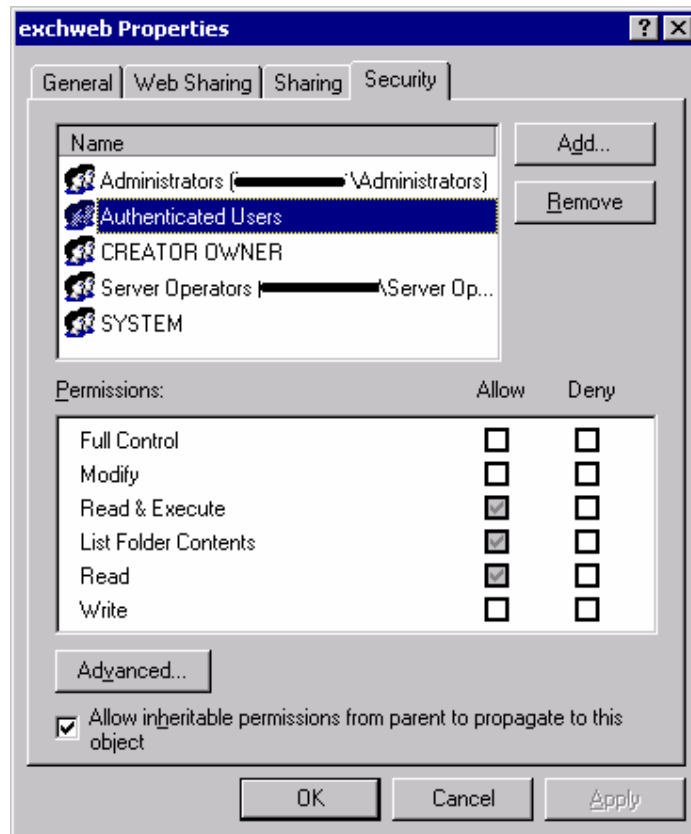 exchweb Properties
General Web Sharing Sharing Security
Name
Add...
Administrators ( \Administrators)
Remove
Authenticated Users
CREATOR OWNER
Server Operators \Server Op...
SYSTEM
Permissions: Allow Deny
Full Control
Modify
Read & Execute
List Folder Contents
Read
Write
Advanced...
Allow inheritable permissions from parent to propagate to this
object
OK Cancel Apply